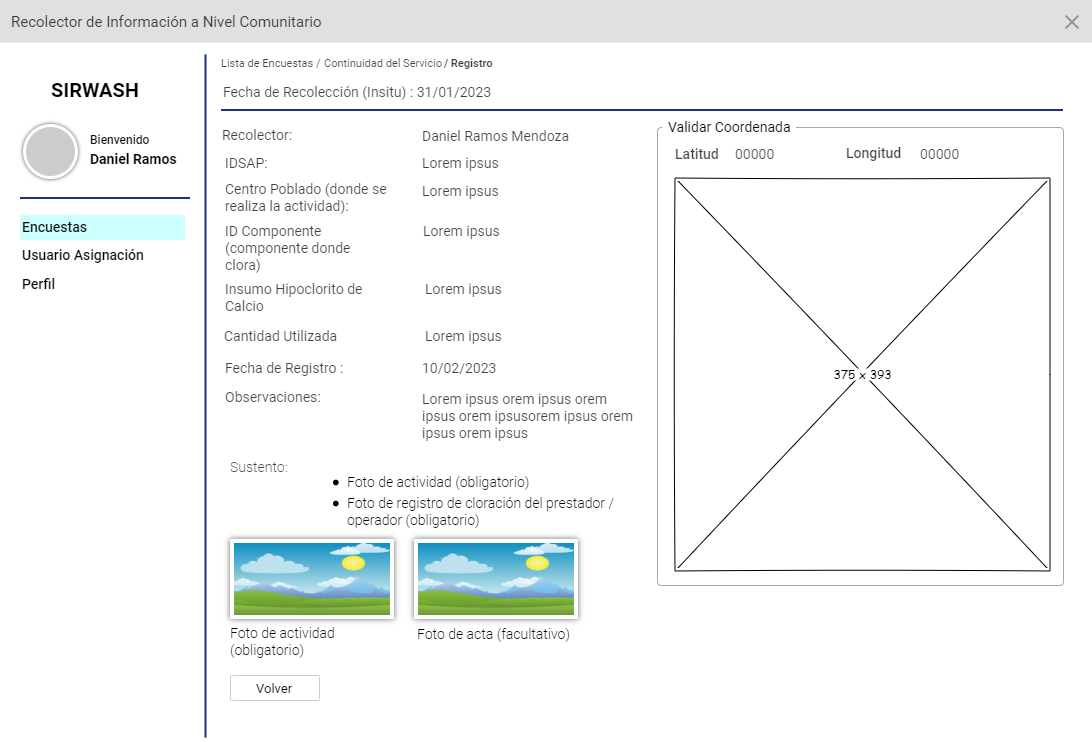 Recolector de Información a Nivel Comunitario
SIRWASH
Bienvenido
Daniel Ramos
Encuestas
Usuario Asignación
Perfil
Lista de Encuestas / Continuidad del Servicio / Registro
Fecha de Recolección (Insitu) : 31/01/2023
Recolector: Daniel Ramos Mendoza
IDSAP: Lorem ipsus
Centro Poblado (donde se Lorem ipsus
realiza la actividad):
ID Componente Lorem ipsus
(componente donde
clora)
Insumo Hipoclorito de Lorem ipsus
Calcio
Cantidad Utilizada Lorem ipsus
Fecha de Registro : 10/02/2023
Observaciones: Lorem ipsus orem ipsus orem
ipsus orem ipsusorem ipsus orem
ipsus orem ipsus
Sustento:
Foto de actividad (obligatorio)
Foto de registro de cloración del prestador /
operador (obligatorio)
Foto de actividad
(obligatorio)
Foto de acta (facultativo)
Volver
Validar Coordenada
Latitud 00000 Longitud 00000
375 × 393